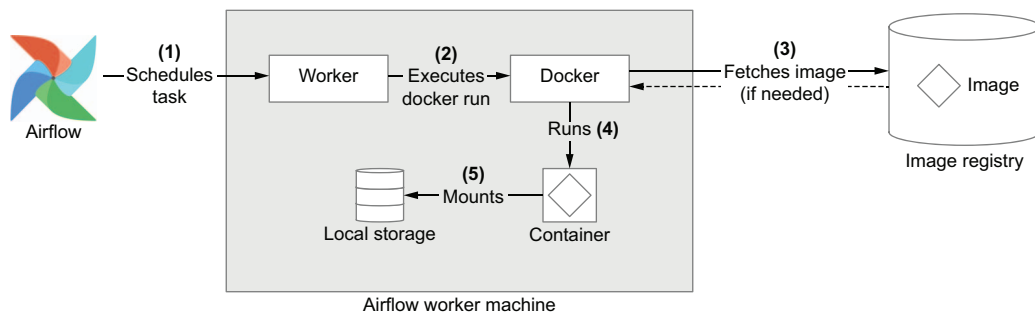 (1)
Schedules
task
Airflow
Worker
(2)
Executes
docker run
Docker
(3)
Fetches image
(if needed)
Image
Image registry
Runs (4)
(5)
Mounts
Local storage
Container
Airflow worker machine